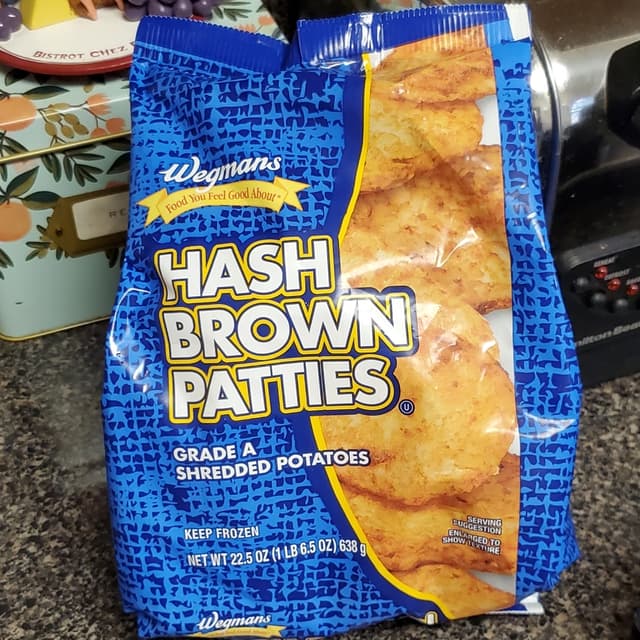 BISTROT CHEZ
RE
Wegmans
Food You Feel Good About
HASH
BROWN
PATTIES
U
GRADE A
SHREDDED POTATOES
KEEP FROZEN
NET WT 22.5 OZ (1 LB 6.5 OZ) 638 g
SERVING
SUGGESTION
ENLARGED TO
SHOW TEXTURE
Wegmans